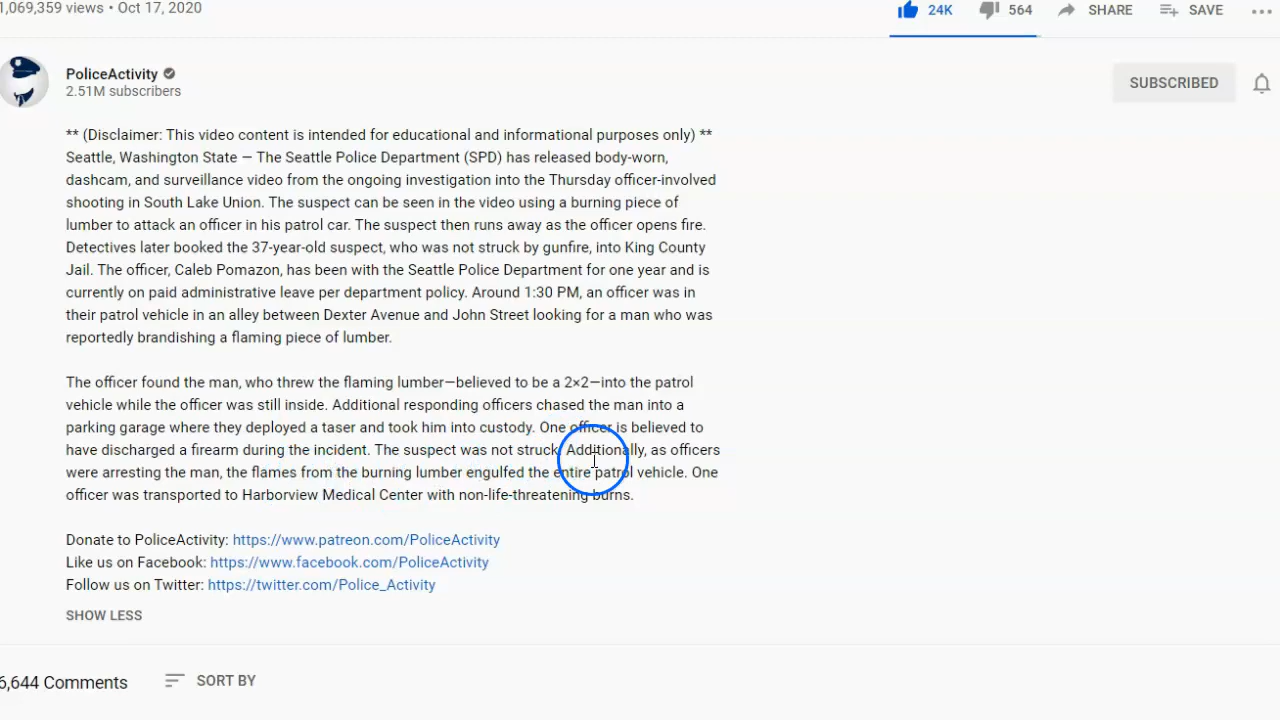 1,069,359 views • Oct 17, 2020
24K
564
SHARE
SAVE
PoliceActivity
2.51M subscribers
SUBSCRIBED
** (Disclaimer: This video content is intended for educational and informational purposes only) **
Seattle, Washington State — The Seattle Police Department (SPD) has released body-worn,
dashcam, and surveillance video from the ongoing investigation into the Thursday officer-involved
shooting in South Lake Union. The suspect can be seen in the video using a burning piece of
lumber to attack an officer in his patrol car. The suspect then runs away as the officer opens fire.
Detectives later booked the 37-year-old suspect, who was not struck by gunfire, into King County
Jail. The officer, Caleb Pomazon, has been with the Seattle Police Department for one year and is
currently on paid administrative leave per department policy. Around 1:30 PM, an officer was in
their patrol vehicle in an alley between Dexter Avenue and John Street looking for a man who was
reportedly brandishing a flaming piece of lumber.
The officer found the man, who threw the flaming lumber—believed to be a 2×2—into the patrol
vehicle while the officer was still inside. Additional responding officers chased the man into a
parking garage where they deployed a taser and took him into custody. One officer is believed to
have discharged a firearm during the incident. The suspect was not struck. Additionally, as officers
were arresting the man, the flames from the burning lumber engulfed the entire patrol vehicle. One
officer was transported to Harborview Medical Center with non-life-threatening burns.
Donate to PoliceActivity: https://www.patreon.com/PoliceActivity
Like us on Facebook: https://www.facebook.com/PoliceActivity
Follow us on Twitter: https://twitter.com/Police_Activity
SHOW LESS
6,644 Comments
SORT BY